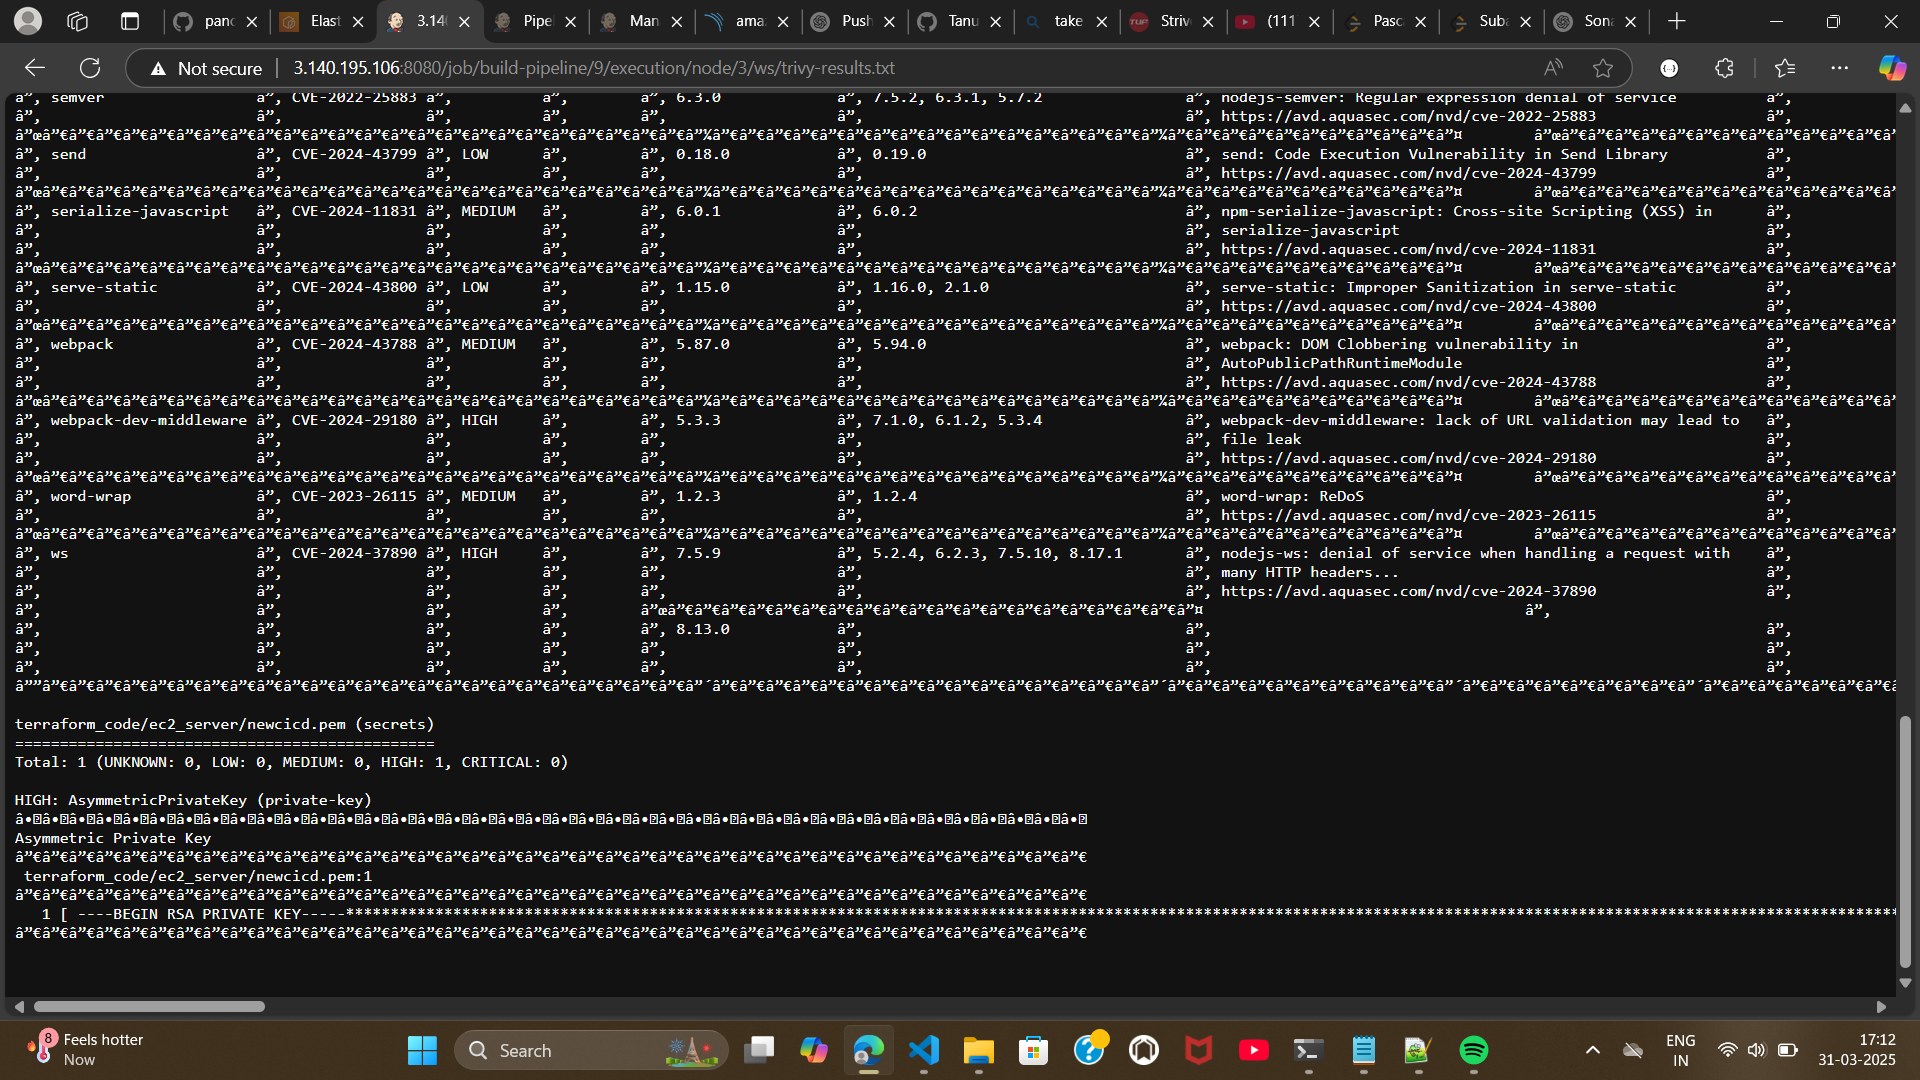 panc
Elast
3.14
Pipel
Man
ama
Push
Tanu
take
Strive
(111
Pasca
Suba
Sona
Not secure
3.140.195.106:8080/job/build-pipeline/9/execution/node/3/ws/trivy-results.txt
semver CVE-2022-25883 6.3.0 7.5.2, 6.3.1, 5.7.2 nodejs-semver: Regular expression denial of service
https://avd.aquasec.com/nvd/cve-2022-25883
send CVE-2024-43799 LOW 0.18.0 0.19.0 send: Code Execution Vulnerability in Send Library
https://avd.aquasec.com/nvd/cve-2024-43799
serialize-javascript CVE-2024-11831 MEDIUM 6.0.1 6.0.2 npm-serialize-javascript: Cross-site Scripting (XSS) in
serialize-javascript
https://avd.aquasec.com/nvd/cve-2024-11831
serve-static CVE-2024-43800 LOW 1.15.0 1.16.0, 2.1.0 serve-static: Improper Sanitization in serve-static
https://avd.aquasec.com/nvd/cve-2024-43800
webpack CVE-2024-43788 MEDIUM 5.87.0 5.94.0 webpack: DOM Clobbering vulnerability in
AutoPublicPathRuntimeModule
https://avd.aquasec.com/nvd/cve-2024-43788
webpack-dev-middleware CVE-2024-29180 HIGH 5.3.3 7.1.0, 6.1.2, 5.3.4 webpack-dev-middleware: lack of URL validation may lead to
file leak
https://avd.aquasec.com/nvd/cve-2024-29180
word-wrap CVE-2023-26115 MEDIUM 1.2.3 1.2.4 word-wrap: ReDoS
https://avd.aquasec.com/nvd/cve-2023-26115
ws CVE-2024-37890 HIGH 7.5.9 5.2.4, 6.2.3, 7.5.10, 8.17.1 nodejs-ws: denial of service when handling a request with
many HTTP headers...
https://avd.aquasec.com/nvd/cve-2024-37890
8.13.0
terraform_code/ec2_server/newcicd.pem (secrets)
===============================================
Total: 1 (UNKNOWN: 0, LOW: 0, MEDIUM: 0, HIGH: 1, CRITICAL: 0)
HIGH: AsymmetricPrivateKey (private-key)
Asymmetric Private Key
terraform_code/ec2_server/newcicd.pem:1
1 [ ----BEGIN RSA PRIVATE KEY-----
8
Feels hotter
Now
Search
ENG
IN
17:12
31-03-2025